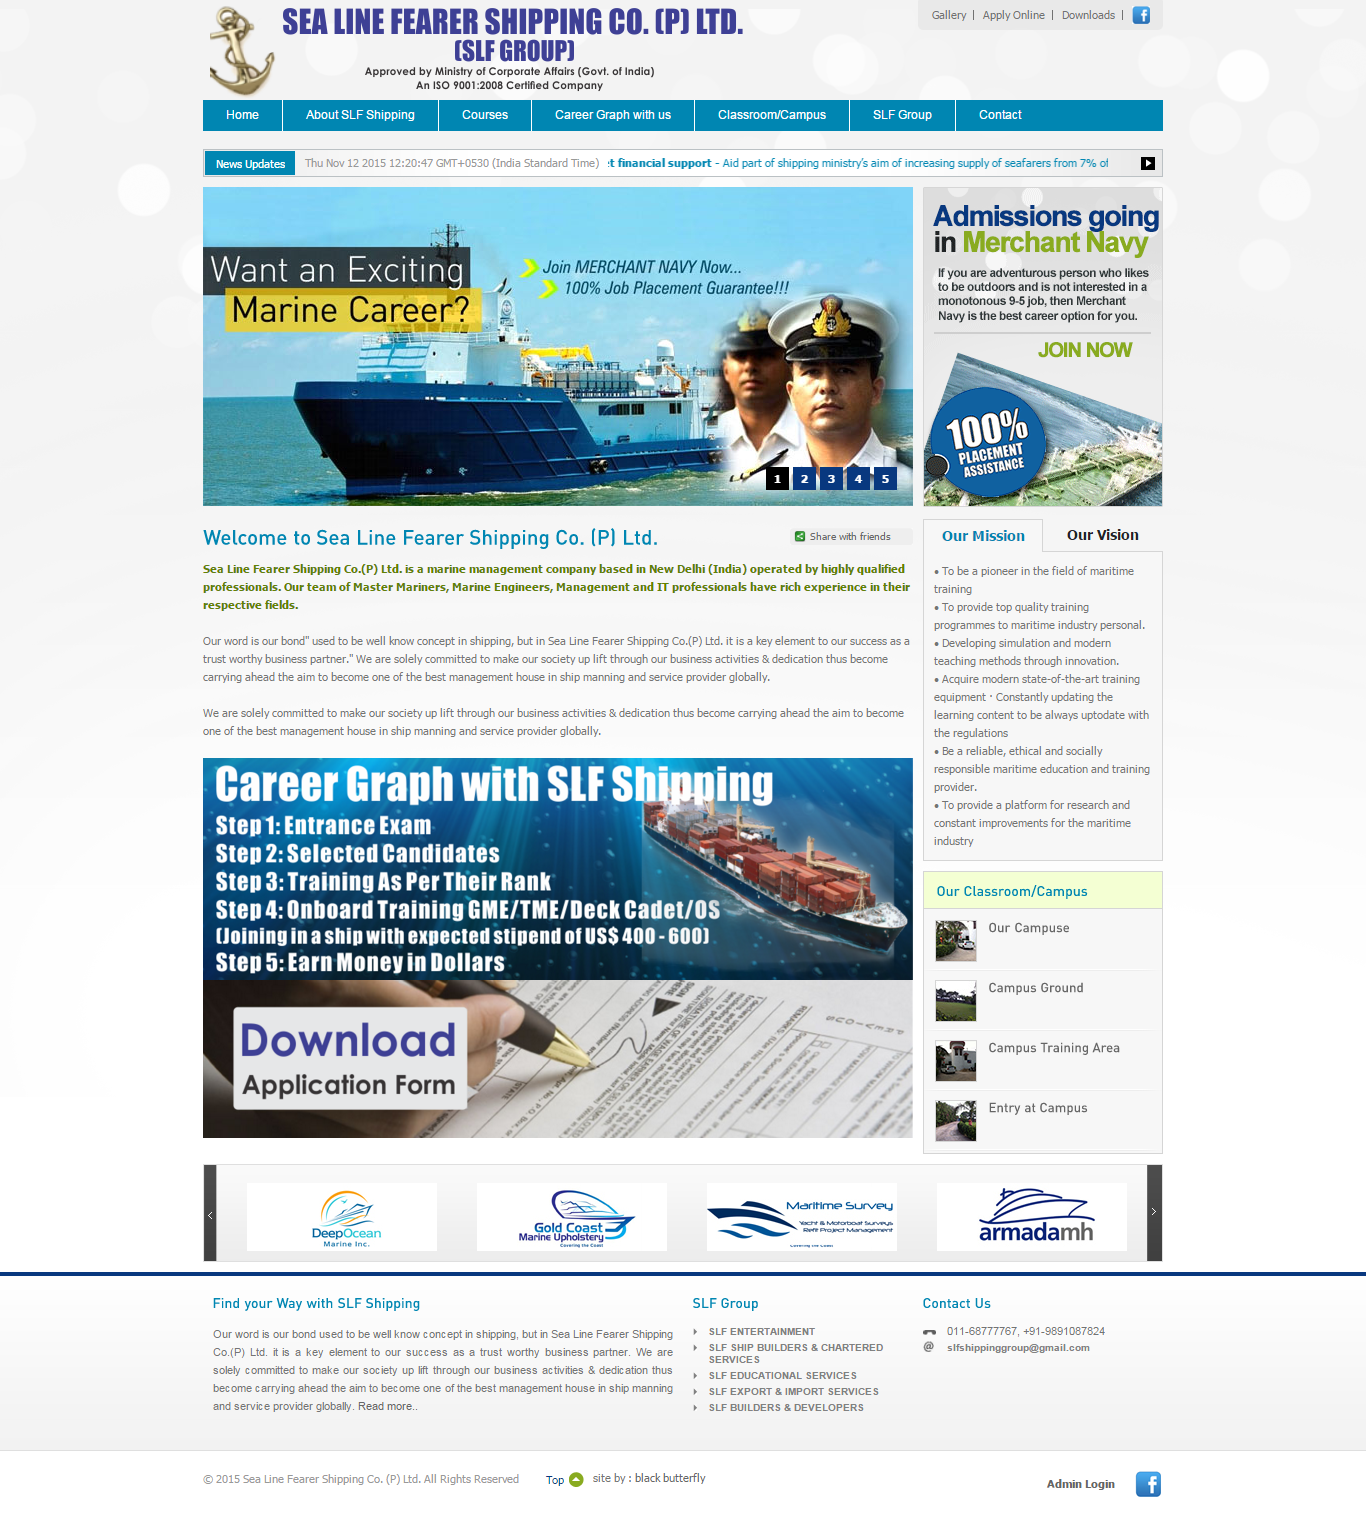 SEA LINE FEARER SHIPPING CO. (P) LTD.
(SLF GROUP)
Approved by Ministry of Corporate Affairs (Govt. of India)
An ISO 9001:2008 Certified Company
Gallery | Apply Online | Downloads |
Home
About SLF Shipping
Courses
Career Graph with us
Classroom/Campus
SLF Group
Contact
News Updates
Thu Nov 12 2015 12:20:47 GMT+0530 (India Standard Time)
financial support - Aid part of shipping ministry's aim of increasing supply of seafarers from 7% of
Want an Exciting
Marine Career?
Join MERCHANT NAVY Now...
100% Job Placement Guarantee!!!
1 2 3 4 5
Admissions going
in Merchant Navy
If you are adventurous person who likes
to be outdoors and is not interested in a
monotonous 9-5 job, then Merchant
Navy is the best career option for you.
JOIN NOW
100%
PLACEMENT
ASSISTANCE
Welcome to Sea Line Fearer Shipping Co. (P) Ltd.
Share with friends
Sea Line Fearer Shipping Co.(P) Ltd. is a marine management company based in New Delhi (India) operated by highly qualified
professionals. Our team of Master Mariners, Marine Engineers, Management and IT professionals have rich experience in their
respective fields.
Our word is our bond" used to be well know concept in shipping, but in Sea Line Fearer Shipping Co.(P) Ltd. it is a key element to our success as a
trust worthy business partner." We are solely committed to make our society up lift through our business activities & dedication thus become
carrying ahead the aim to become one of the best management house in ship manning and service provider globally.
We are solely committed to make our society up lift through our business activities & dedication thus become carrying ahead the aim to become
one of the best management house in ship manning and service provider globally.
Our Mission
Our Vision
• To be a pioneer in the field of maritime
training
• To provide top quality training
programmes to maritime industry personal.
• Developing simulation and modern
teaching methods through innovation.
• Acquire modern state-of-the-art training
equipment · Constantly updating the
learning content to be always uptodate with
the regulations
• Be a reliable, ethical and socially
responsible maritime education and training
provider.
• To provide a platform for research and
constant improvements for the maritime
industry
Career Graph with SLF Shipping
Step 1: Entrance Exam
Step 2: Selected Candidates
Step 3: Training As Per Their Rank
Step 4: Onboard Training GME/TME/Deck Cadet/OS
(Joining in a ship with expected stipend of US$ 400 - 600)
Step 5: Earn Money in Dollars
Download
Application Form
Our Classroom/Campus
Our Campuse
Campus Ground
Campus Training Area
Entry at Campus
DeepOcean
Marine Inc.
Gold Coast
Marine Upholstery
Covering the Coast
Maritime Survey
Yacht & Motorboat Surveys
Refit Project Management
Covering the Coast
armadamh
Find your Way with SLF Shipping
Our word is our bond used to be well know concept in shipping, but in Sea Line Fearer Shipping
Co.(P) Ltd. it is a key element to our success as a trust worthy business partner. We are
solely committed to make our society up lift through our business activities & dedication thus
become carrying ahead the aim to become one of the best management house in ship manning
and service provider globally. Read more..
SLF Group
SLF ENTERTAINMENT
SLF SHIP BUILDERS & CHARTERED
SERVICES
SLF EDUCATIONAL SERVICES
SLF EXPORT & IMPORT SERVICES
SLF BUILDERS & DEVELOPERS
Contact Us
011-68777767, +91-9891087824
@ slfshippinggroup@gmail.com
© 2015 Sea Line Fearer Shipping Co. (P) Ltd. All Rights Reserved
Top
site by : black butterfly
Admin Login